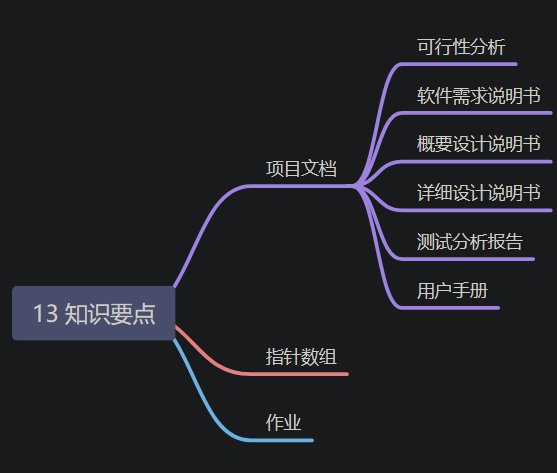 13 知识要点
项目文档
可行性分析
软件需求说明书
概要设计说明书
详细设计说明书
测试分析报告
用户手册
指针数组
作业